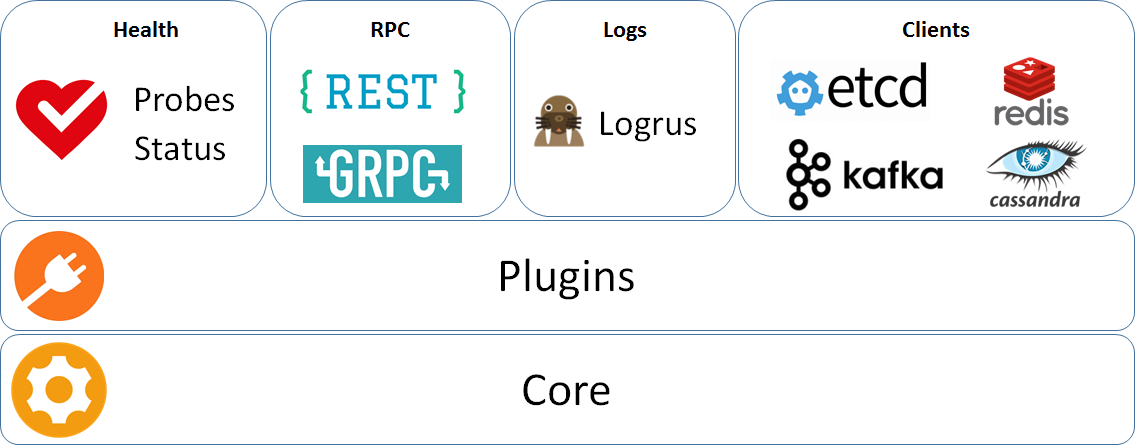 Health
Probes
Status
RPC
{ REST }
GRPC
Logs
Logrus
Clients
etcd
redis
kafka
cassandra
Plugins
Core